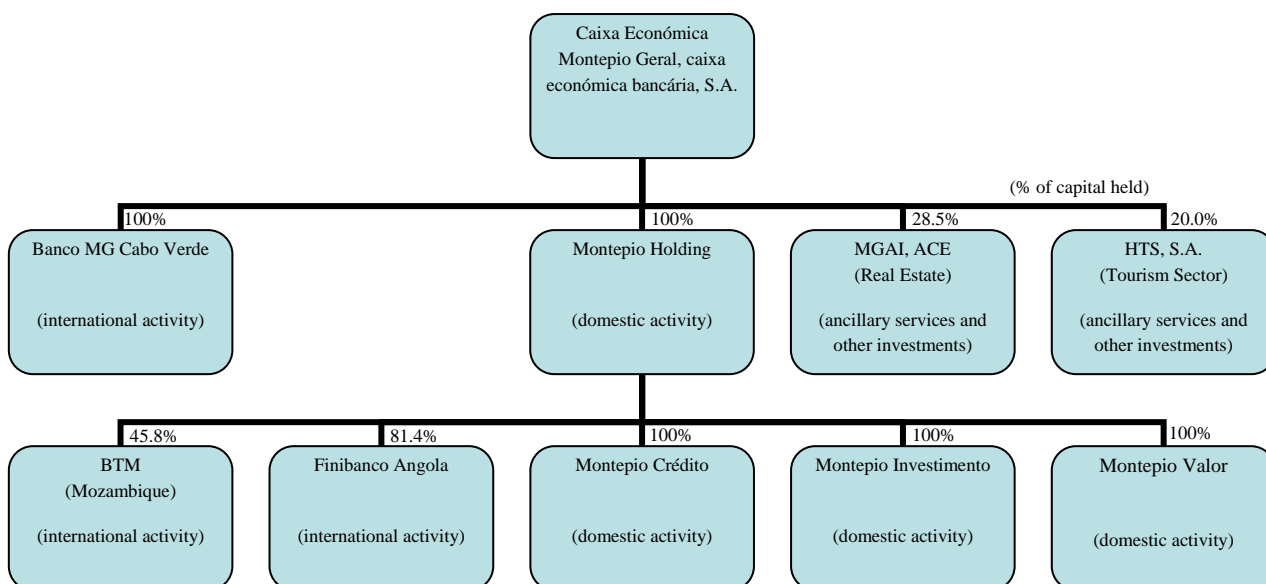 Caixa Económica
Montepio Geral, caixa
económica bancária, S.A.
(% of capital held)
100%
100%
28.5%
20.0%
Banco MG Cabo Verde
(international activity)
Montepio Holding
(domestic activity)
MGAI, ACE
(Real Estate)
(ancillary services and
other investments)
HTS, S.A.
(Tourism Sector)
(ancillary services and
other investments)
45.8%
81.4%
100%
100%
100%
BTM
(Mozambique)
(international activity)
Finibanco Angola
(international activity)
Montepio Crédito
(domestic activity)
Montepio Investimento
(domestic activity)
Montepio Valor
(domestic activity)